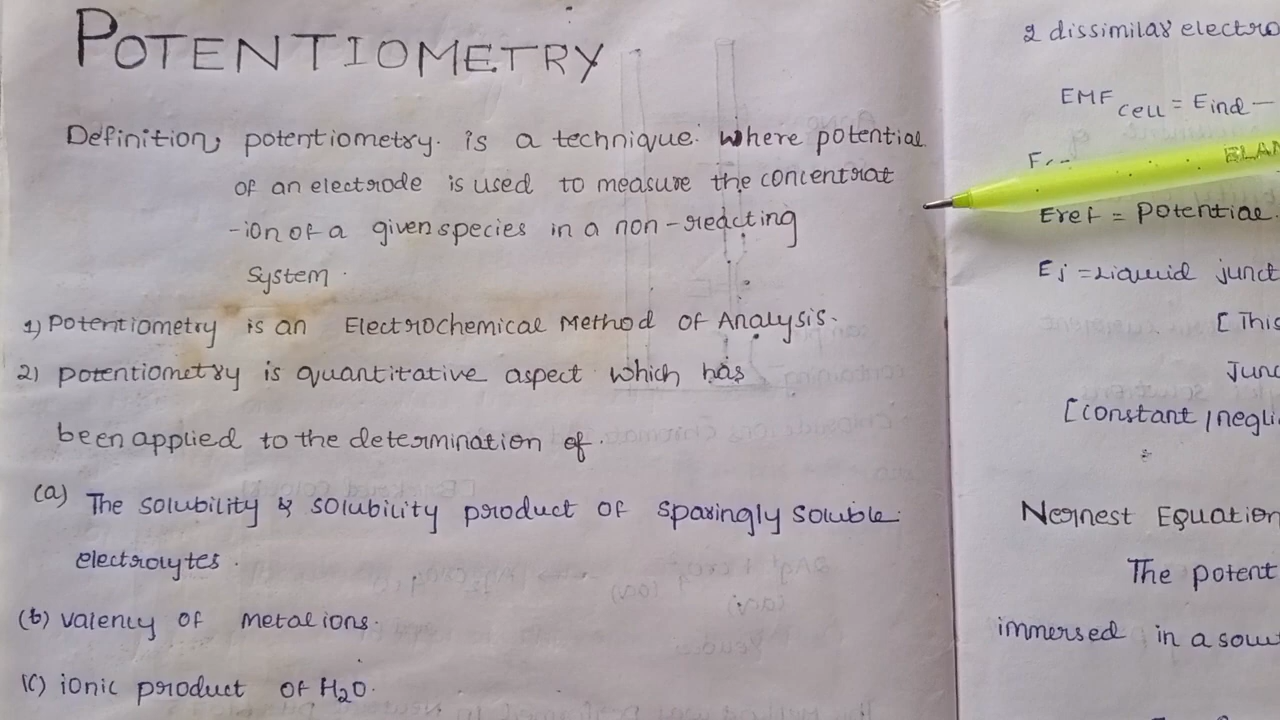 POTENTIOMETRY
Definition, potentiometry. is a technique. where potential
of an electrode is used to measure the concentrat
-ion of a given species in a non-reacting
System.
1) Potentiometry is an Electrochemical Method of Analysis.
2) potentiometry is quantitative aspect which has
been applied to the determination of.
(a) The solubility & solubility product of sparingly soluble
electrolytes.
(b) valency of metal ions.
(C) ionic product of H2O.
2 dissimilar electro
EMF cell = Eind -
ELAN
Eref = Potential
Ej = Liquid junct
[ This
Junc
[constant / negli
Nernest Equation
The potent
immersed in a solu